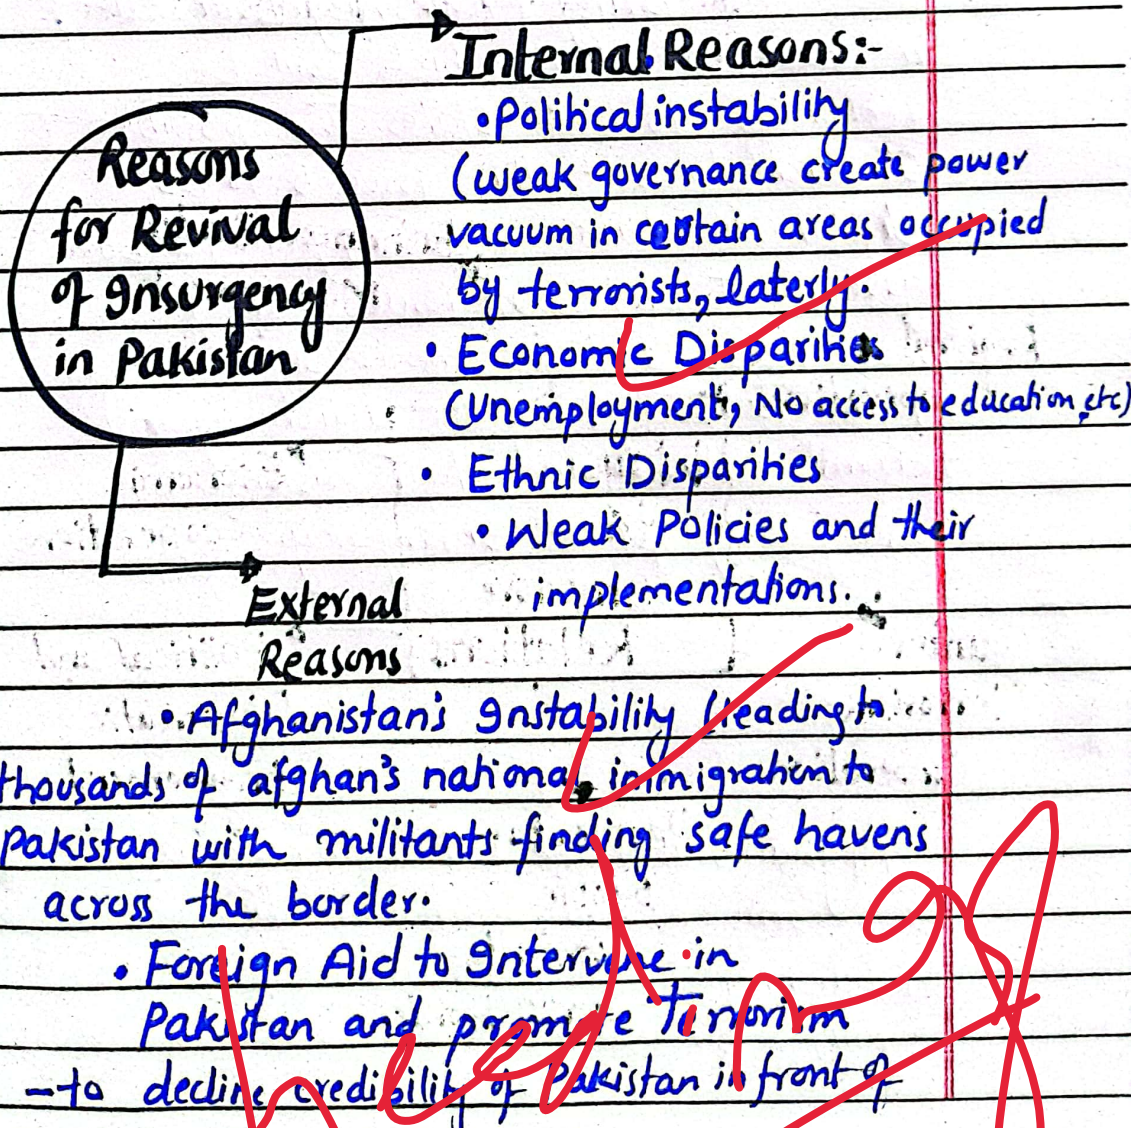 Internal Reasons:-
• Political instability
(weak governance create power
vacuum in certain areas occupied
by terrorists, laterly.
• Economic Disparities
(Unemployment, No access to education, etc)
• Ethnic Disparities
• Weak Policies and their
implementations.
Reasons
for Revival
of Insurgency
in Pakistan
External
Reasons
• Afghanistan's Instability (leading to
thousands of afghan's national immigration to
Pakistan with militants finding safe havens
across the border.
• Foreign Aid to Intervene in
Pakistan and promote Terrorism
– to decline credibility of Pakistan in front of